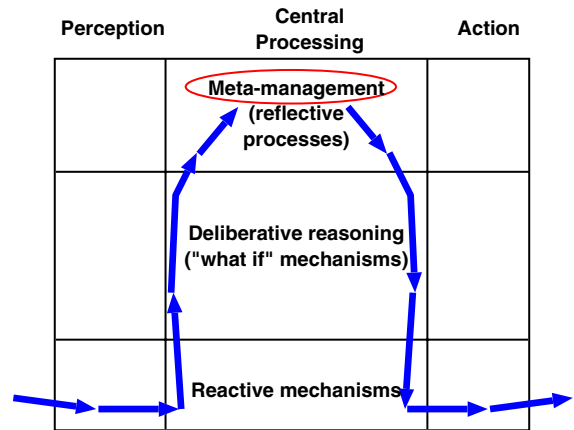 Perception
Central
Processing
Action
Meta-management
(reflective
processes)
Deliberative reasoning
("what if" mechanisms)
Reactive mechanisms